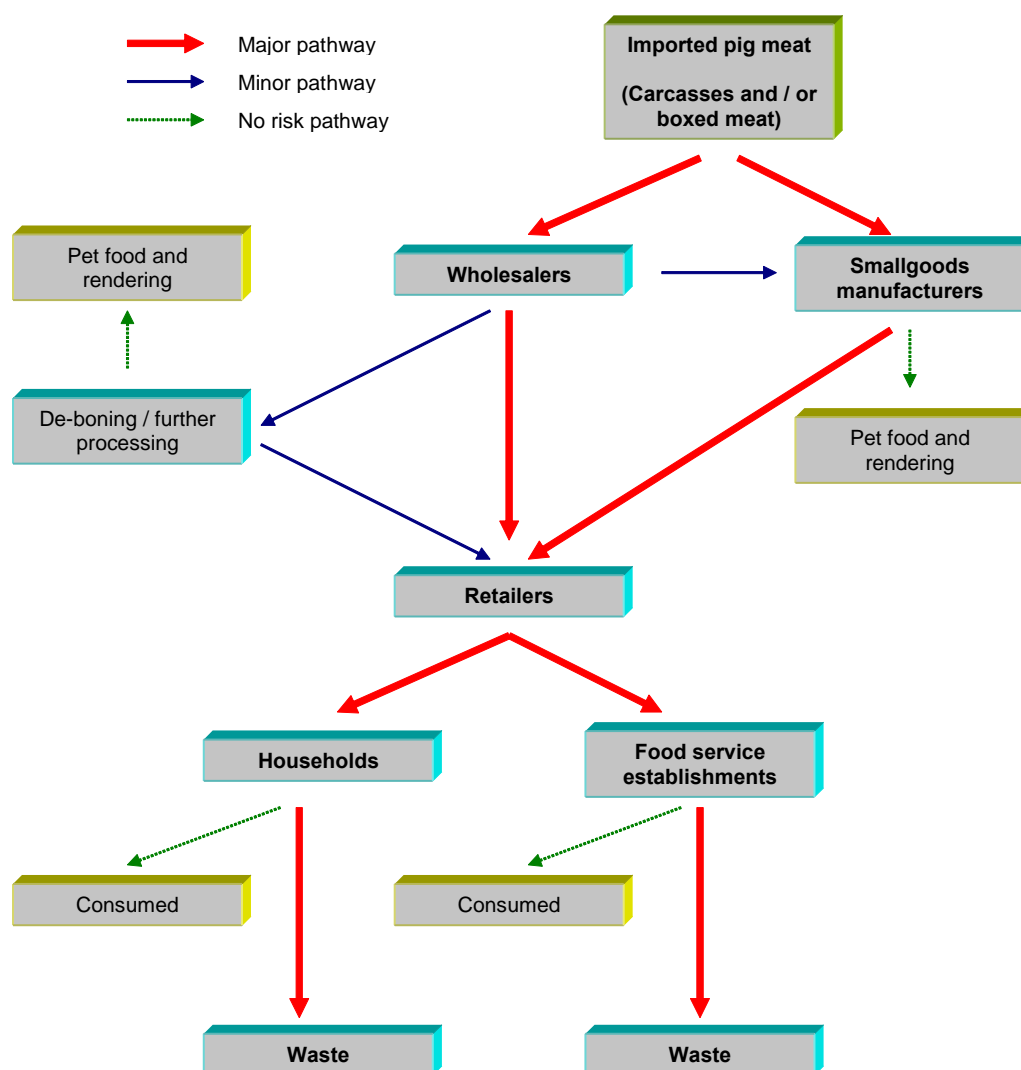 Major pathway
Minor pathway
No risk pathway
Imported pig meat
(Carcasses and / or
boxed meat)
Pet food and
rendering
Wholesalers
Smallgoods
manufacturers
De-boning / further
processing
Pet food and
rendering
Retailers
Households
Food service
establishments
Consumed
Consumed
Waste
Waste